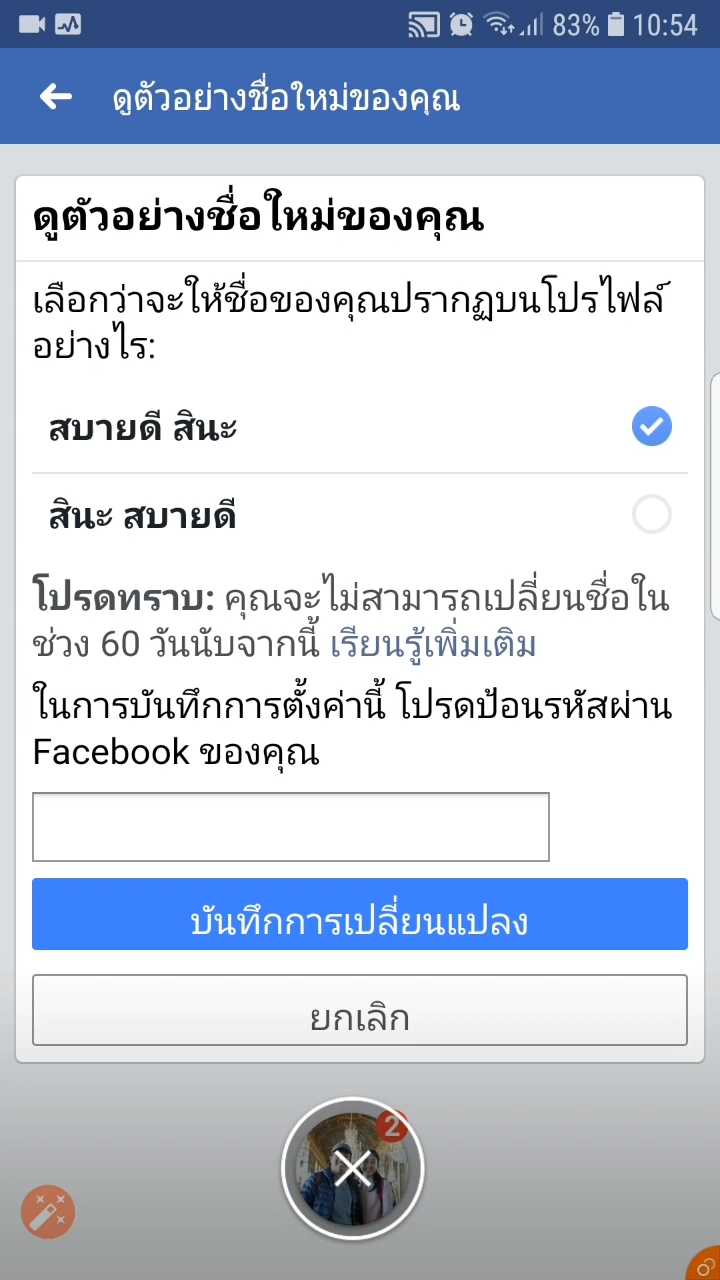 83% 10:54
ดูตัวอย่างชื่อใหม่ของคุณ
ดูตัวอย่างชื่อใหม่ของคุณ
เลือกว่าจะให้ชื่อของคุณปรากฏบนโปรไฟล์
อย่างไร:
สบายดี สินะ
สินะ สบายดี
โปรดทราบ: คุณจะไม่สามารถเปลี่ยนชื่อใน
ช่วง 60 วันนับจากนี้ เรียนรู้เพิ่มเติม
ในการบันทึกการตั้งค่านี้ โปรดป้อนรหัสผ่าน
Facebook ของคุณ
บันทึกการเปลี่ยนแปลง
ยกเลิก
2